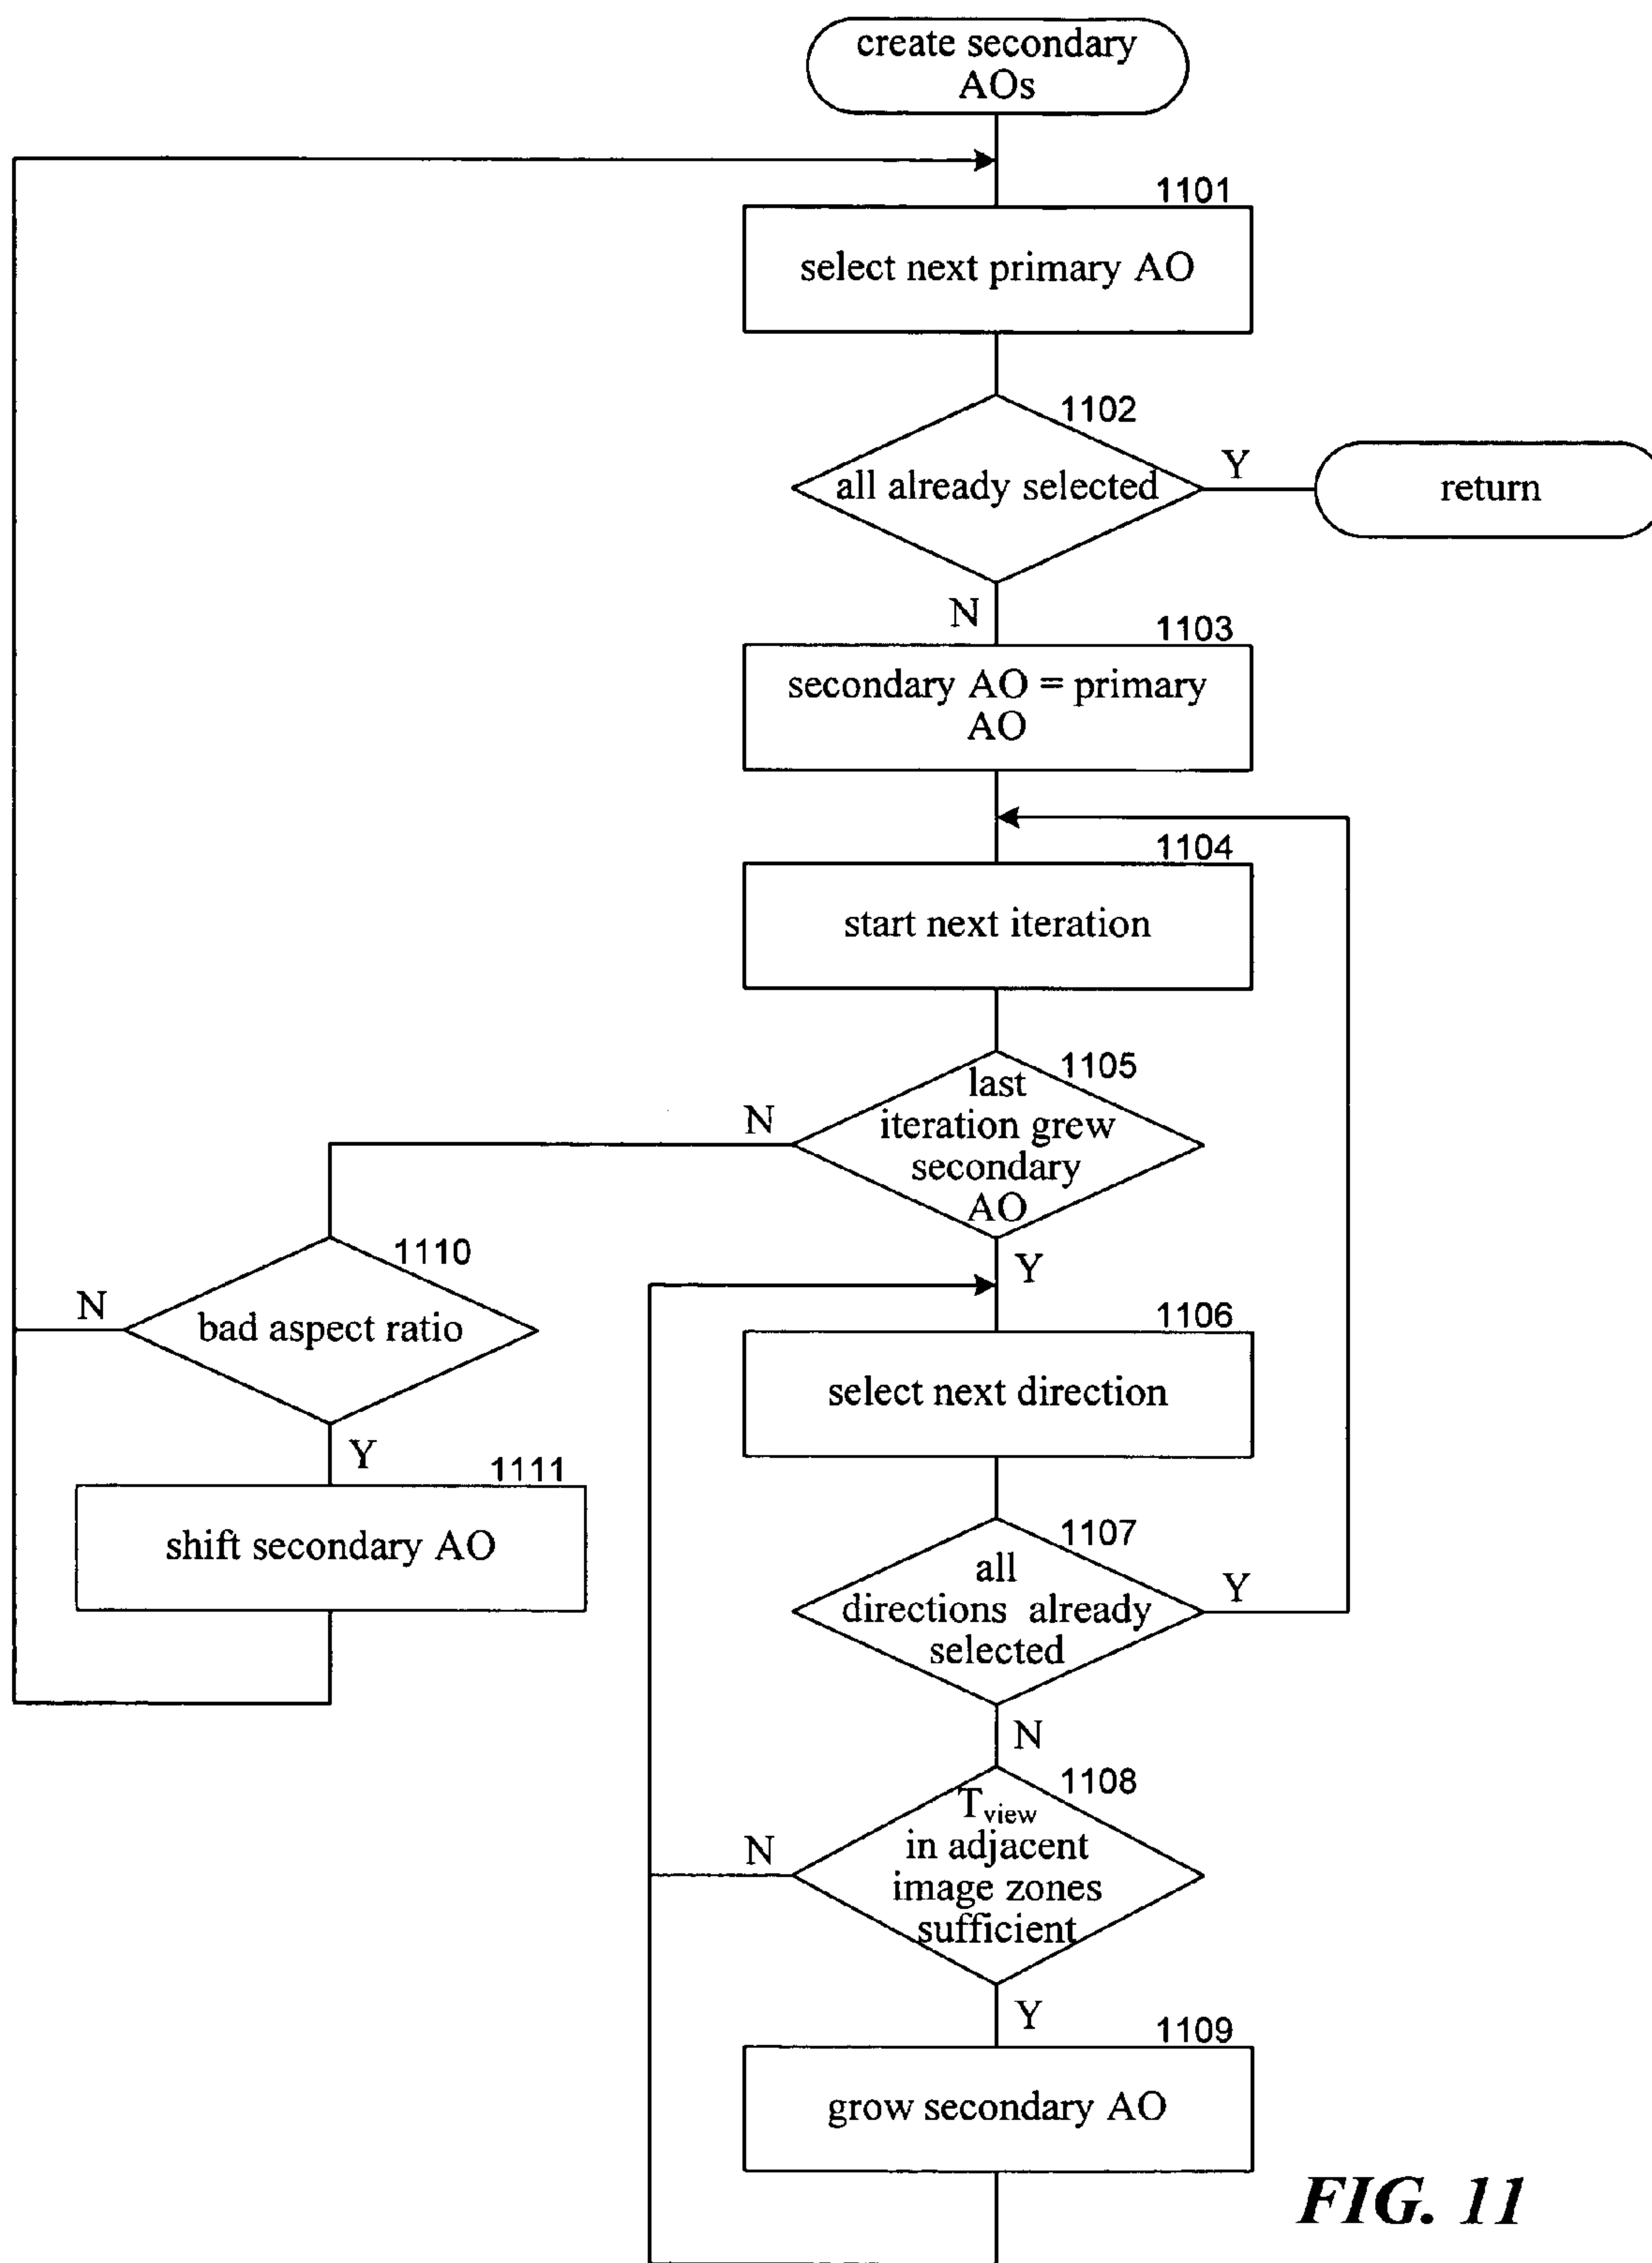 create secondary
AOs
1101
select next primary AO
1102
all already selected
Y
return
N
1103
secondary AO = primary
AO
1104
start next iteration
1105
last
iteration grew
secondary
AO
N
Y
1110
bad aspect ratio
N
Y
1111
shift secondary AO
1106
select next direction
1107
all
directions already
selected
Y
N
1108
Tview
in adjacent
image zones
sufficient
N
Y
1109
grow secondary AO
FIG. 11